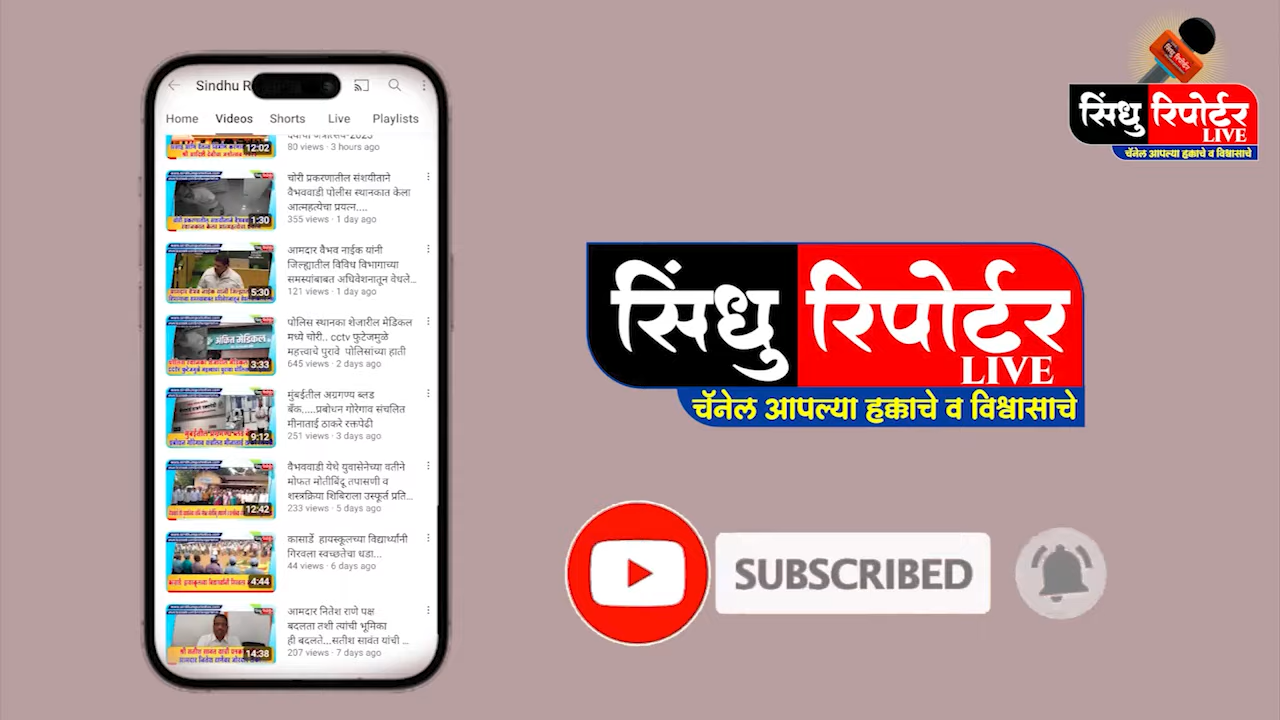 Sindhu R
Home Videos Shorts Live Playlists
12:02
80 views · 3 hours ago
चोरी प्रकरणातील संशयीताने
वैभववाडी पोलीस स्थानकात केला
आत्महत्येचा प्रयत्न....
355 views · 1 day ago
1:30
आमदार वैभव नाईक यांनी
जिल्ह्यातील विविध विभागाच्या
समस्यांबाबत अधिवेशनातून वेधले...
121 views · 1 day ago
5:30
पोलिस स्थानका शेजारील मेडिकल
मध्ये चोरी.. cctv फुटेजमुळे
महत्त्वाचे पुरावे पोलिसांच्या हाती
645 views · 2 days ago
3:33
मुंबईतील अग्रगण्य ब्लड
बँक.....प्रबोधन गोरेगाव संचलित
मीनाताई ठाकरे रक्तपेढी
251 views · 3 days ago
9:12
वैभववाडी येथे युवासेनेच्या वतीने
मोफत मोतीबिंदू तपासणी व
शस्त्रक्रिया शिबिराला उस्फूर्त प्रति...
233 views · 5 days ago
12:42
कासार्डे हायस्कूलच्या विद्यार्थ्यांनी
गिरवला स्वच्छतेचा धडा...
44 views · 6 days ago
4:44
आमदार नितेश राणे पक्ष
बदलता तशी त्यांची भूमिका
ही बदलते...सतीश सावंत यांची ...
207 views · 7 days ago
14:38
सिंधु रिपोर्टर
LIVE
चॅनेल आपल्या हक्काचे व विश्वासाचे
सिंधु रिपोर्टर
LIVE
चॅनेल आपल्या हक्काचे व विश्वासाचे
SUBSCRIBED